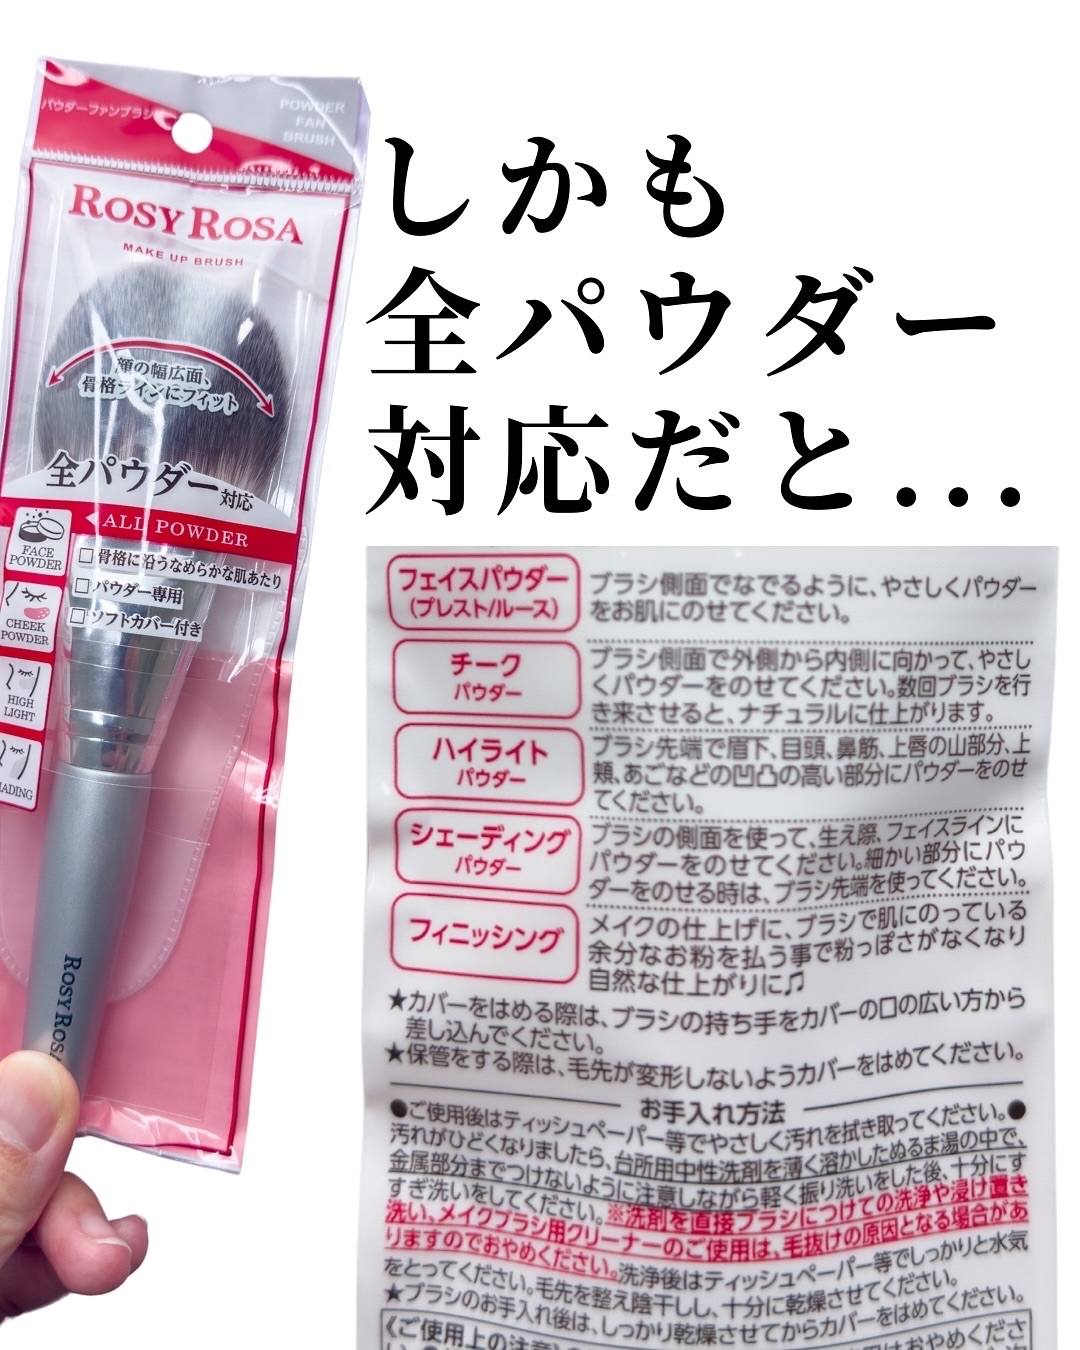 パウダーファンブラシ
POWDER
FAN
BRUSH
ROSY ROSA
MAKE UP BRUSH
顔の幅広面、
骨格ラインにフィット
全パウダー対応
ALL POWDER
FACE
POWDER
□骨格に沿うなめらかな肌あたり
□パウダー専用
□ソフトカバー付き
CHEEK
POWDER
HIGH
LIGHT
ADING
ROSY ROSA
しかも
全パウダー
対応だと...
フェイスパウダー
(プレスト/ルース)
ブラシ側面でなでるように、やさしくパウダー
をお肌にのせてください。
チーク
パウダー
ブラシ側面で外側から内側に向かって、やさし
くパウダーをのせてください。数回ブラシを行
き来させると、ナチュラルに仕上がります。
ハイライト
パウダー
ブラシ先端で眉下、目頭、鼻筋、上唇の山部分、上
頬、あごなどの凹凸の高い部分にパウダーをのせ
てください。
シェーディング
パウダー
ブラシの側面を使って、生え際、フェイスラインに
パウダーをのせてください。細かい部分にパウ
ダーをのせる時は、ブラシ先端を使ってください。
フィニッシング
メイクの仕上げに、ブラシで肌にのっている
余分なお粉を払う事で粉っぽさがなくなり
自然な仕上がりに♫
★カバーをはめる際は、ブラシの持ち手をカバーの口の広い方から
差し込んでください。
★保管をする際は、毛先が変形しないようカバーをはめてください。
お手入れ方法
●ご使用後はティッシュペーパー等でやさしく汚れを拭き取ってください。●
汚れがひどくなりましたら、台所用中性洗剤を薄く溶かしたぬるま湯の中で、
金属部分までつけないように注意しながら軽く振り洗いをした後、十分にす
すぎ洗いをしてください。※洗剤を直接ブラシにつけての洗浄や浸け置き
洗い、メイクブラシ用クリーナーのご使用は、毛抜けの原因となる場合があ
りますのでおやめください。洗浄後はティッシュペーパー等でしっかりと水気
をとってください。毛先を整え陰干しし、十分に乾燥させてください。
★ブラシのお手入れ後は、しっかり乾燥させてからカバーをはめてください。
《ご使用上の注意》